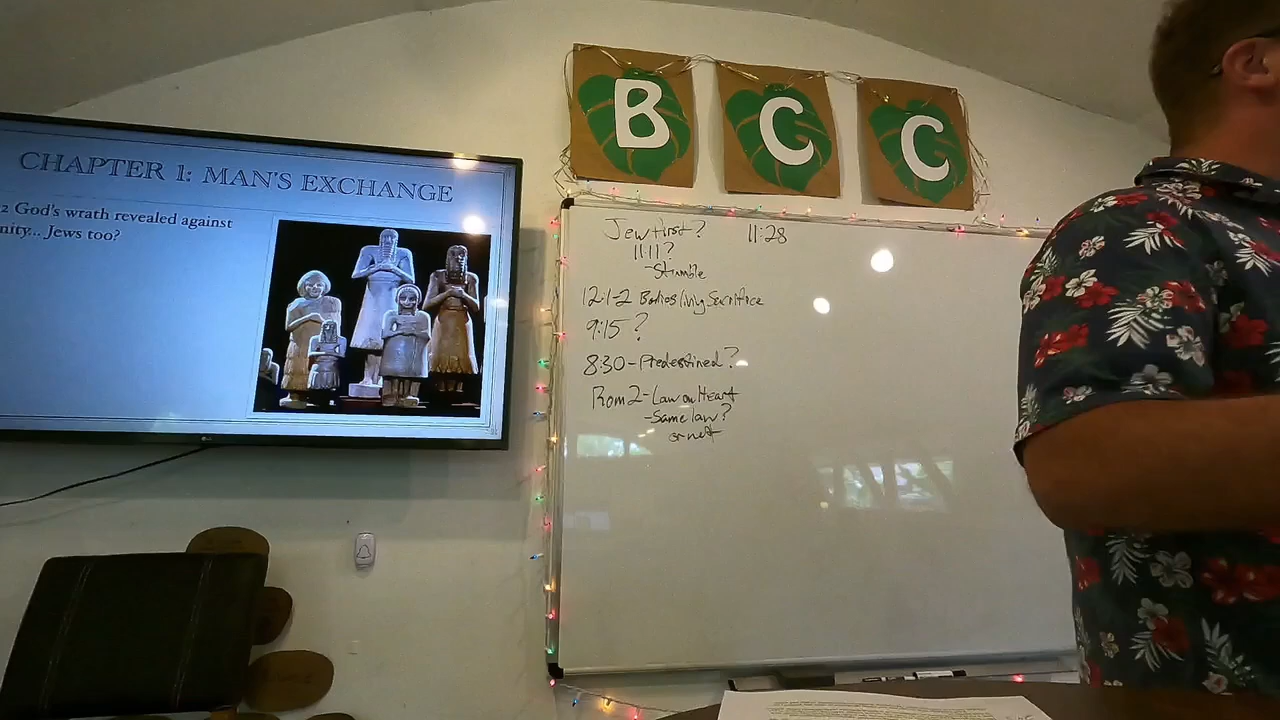 CHAPTER 1: MAN'S EXCHANGE
2 God's wrath revealed against
nity... Jews too?
B C C
Jew first? 11:28
11:11?
-Stumble
12:1-2 Bodies living Sacrifice
9:15?
8:30-Predestined?
Rom 2-Law on Heart
-Same law?
or not
LG